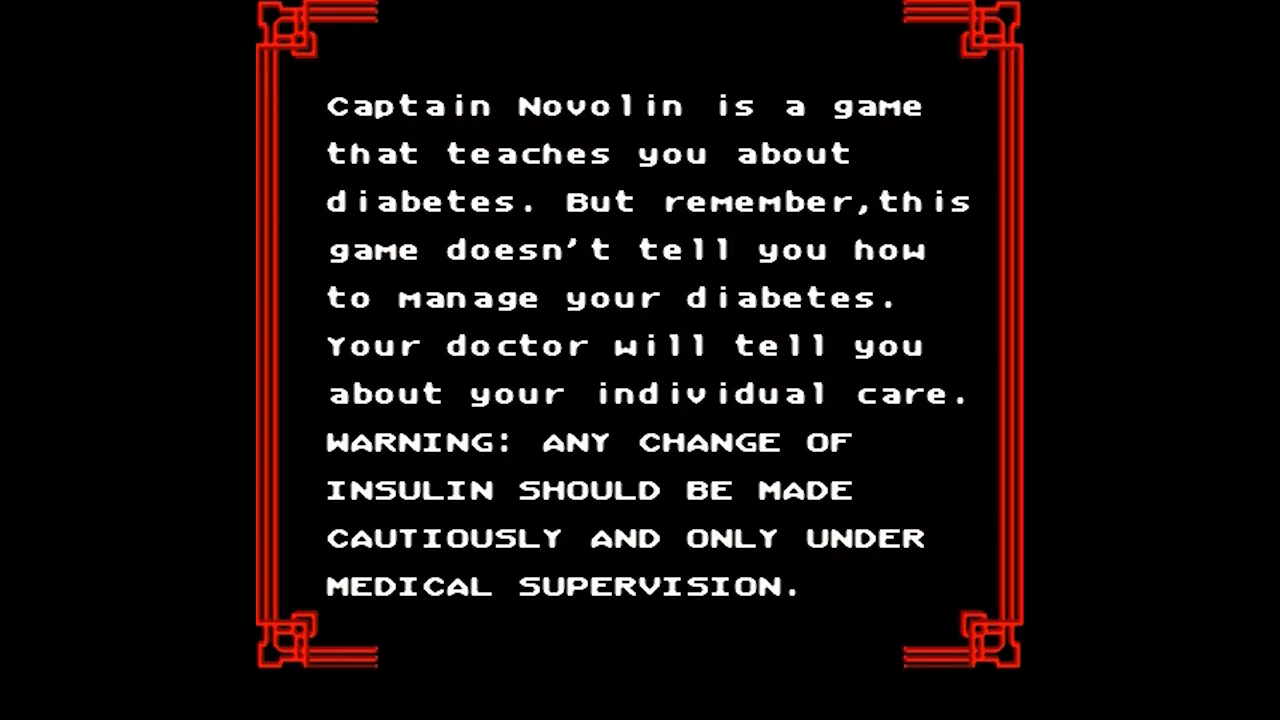 Captain Novolin is a game
that teaches you about
diabetes. But remember,this
game doesn't tell you how
to manage your diabetes.
Your doctor will tell you
about your individual care.
WARNING: ANY CHANGE OF
INSULIN SHOULD BE MADE
CAUTIOUSLY AND ONLY UNDER
MEDICAL SUPERVISION.